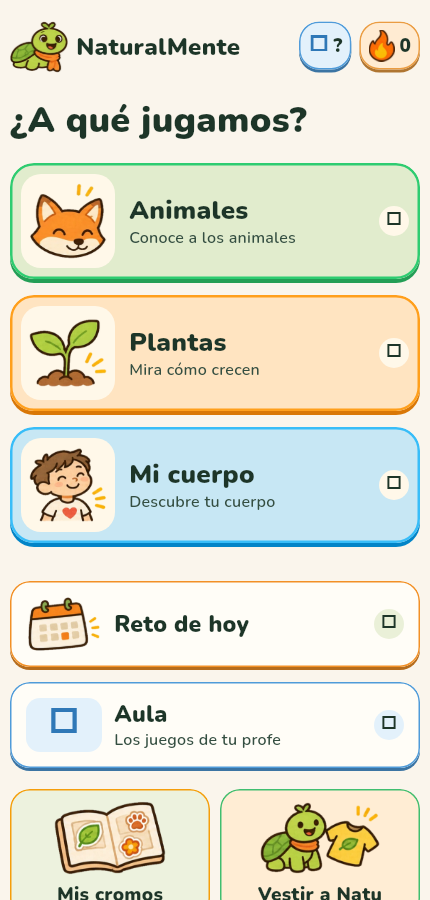 NaturalMente
?
0
¿A qué jugamos?
Animales
Conoce a los animales
Plantas
Mira cómo crecen
Mi cuerpo
Descubre tu cuerpo
Reto de hoy
Aula
Los juegos de tu profe
Mis cromos
Vestir a Natu